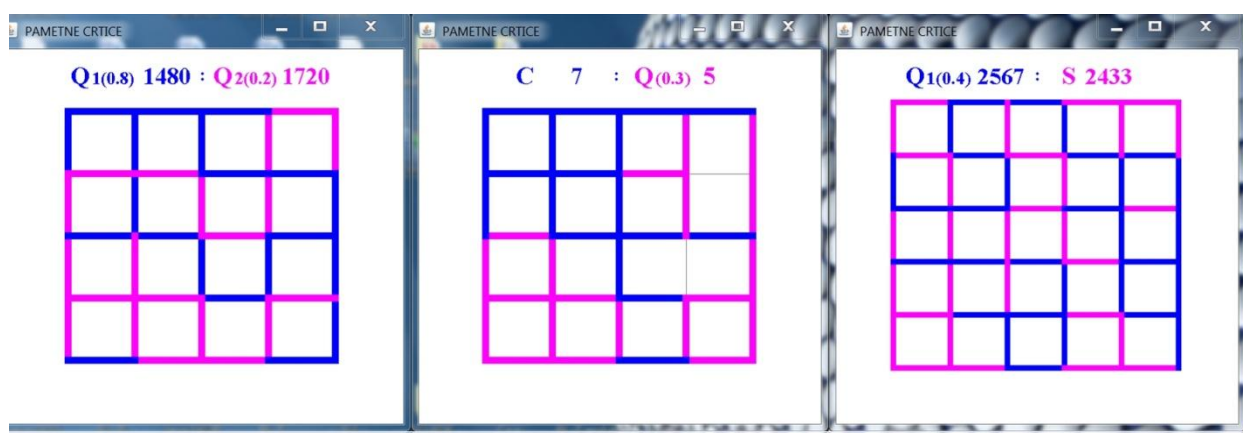 PAMETNE CRTICE
Q1(0.8) 1480 : Q2(0.2) 1720
PAMETNE CRTICE
C 7 : Q(0.3) 5
PAMETNE CRTICE
Q1(0.4) 2567 : S 2433